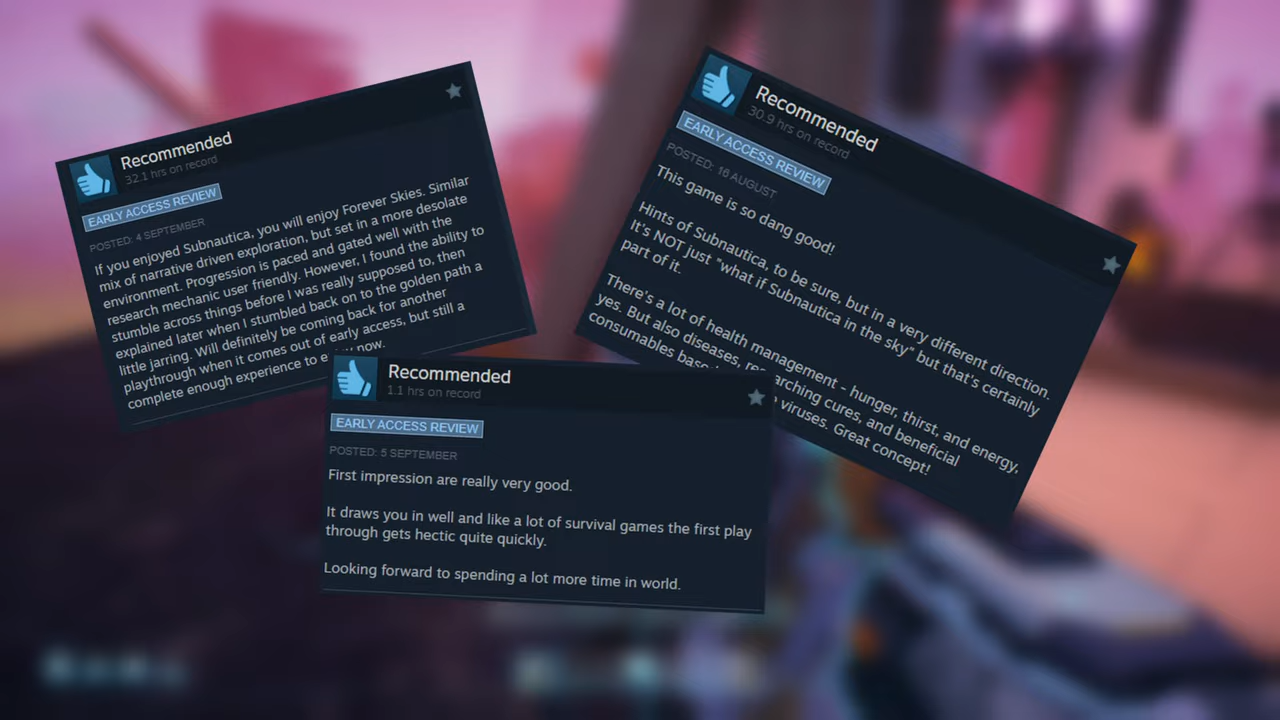 Recommended
32.1 hrs on record
EARLY ACCESS REVIEW
POSTED: 4 SEPTEMBER
If you enjoyed Subnautica, you will enjoy Forever Skies. Similar
mix of narrative driven exploration, but set in a more desolate
environment. Progression is paced and gated well with the
research mechanic user friendly. However, I found the ability to
stumble across things before I was really supposed to, then
explained later when I stumbled back on to the golden path a
little jarring. Will definitely be coming back for another
playthrough when it comes out of early access, but still a
complete enough experience to now.
Recommended
30.9 hrs on record
EARLY ACCESS REVIEW
POSTED: 16 AUGUST
This game is so dang good!
Hints of Subnautica, to be sure, but in a very different direction.
It's NOT just "what if Subnautica in the sky" but that's certainly
part of it.
There's a lot of health management - hunger, thirst, and energy,
yes. But also diseases, cures, and beneficial
consumables viruses. Great concept!
Recommended
1.1 hrs on record
EARLY ACCESS REVIEW
POSTED: 5 SEPTEMBER
First impression are really very good.
It draws you in well and like a lot of survival games the first play
through gets hectic quite quickly.
Looking forward to spending a lot more time in world.